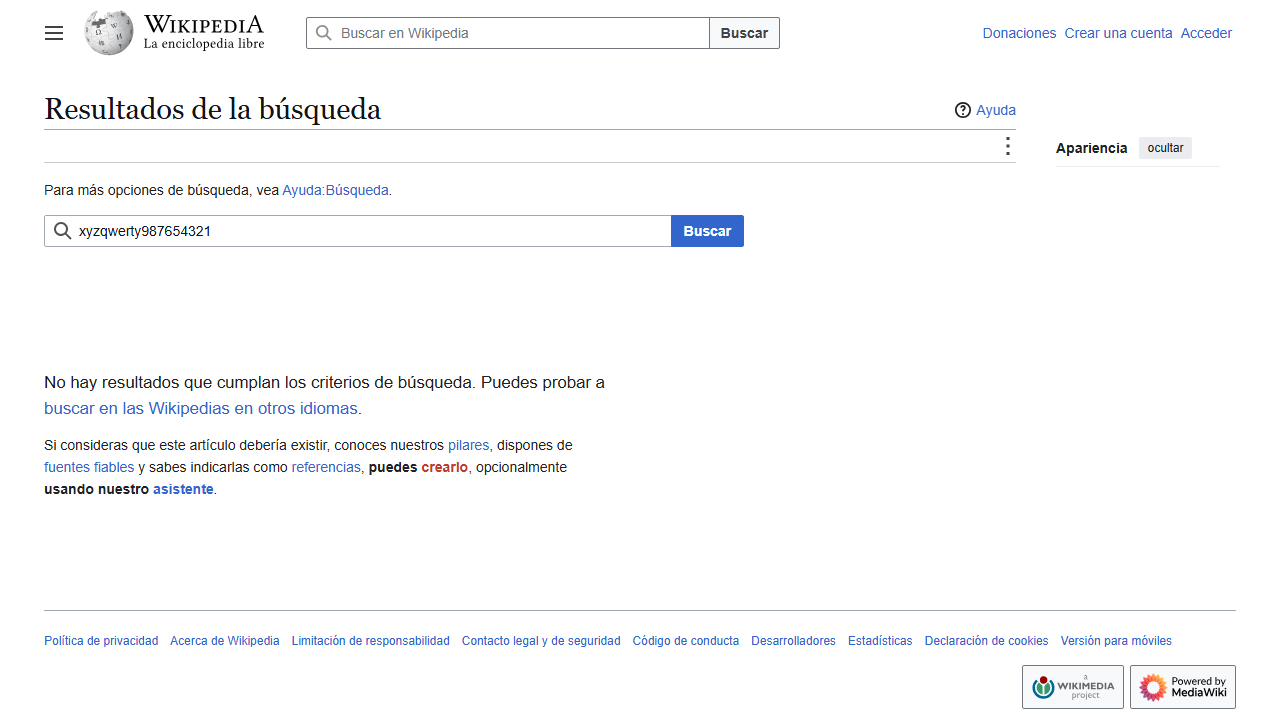 WIKIPEDIA
La enciclopedia libre
Buscar en Wikipedia
Buscar
Donaciones Crear una cuenta Acceder
Resultados de la búsqueda
Ayuda
Apariencia ocultar
Para más opciones de búsqueda, vea Ayuda:Búsqueda.
xyzqwerty987654321
Buscar
No hay resultados que cumplan los criterios de búsqueda. Puedes probar a
buscar en las Wikipedias en otros idiomas.
Si consideras que este artículo debería existir, conoces nuestros pilares, dispones de
fuentes fiables y sabes indicarlas como referencias, puedes crearlo, opcionalmente
usando nuestro asistente.
Política de privacidad Acerca de Wikipedia Limitación de responsabilidad Contacto legal y de seguridad Código de conducta Desarrolladores Estadísticas Declaración de cookies Versión para móviles
a
WIKIMEDIA
project
Powered by
MediaWiki